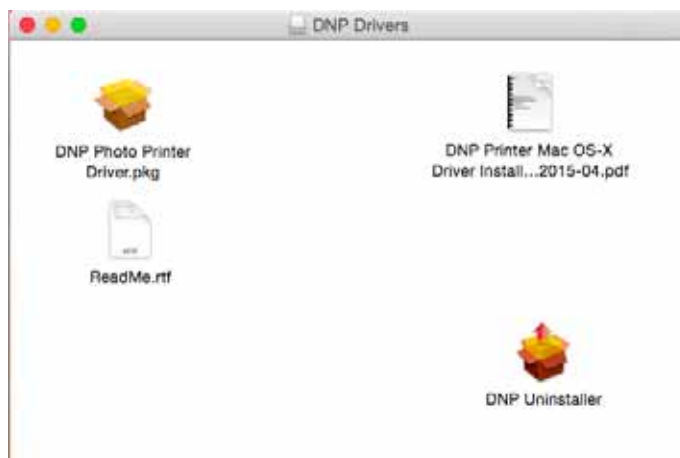 DNP Drivers
DNP Photo Printer
Driver.pkg
DNP Printer Mac OS-X
Driver Install...2015-04.pdf
ReadMe.rtf
DNP Uninstaller